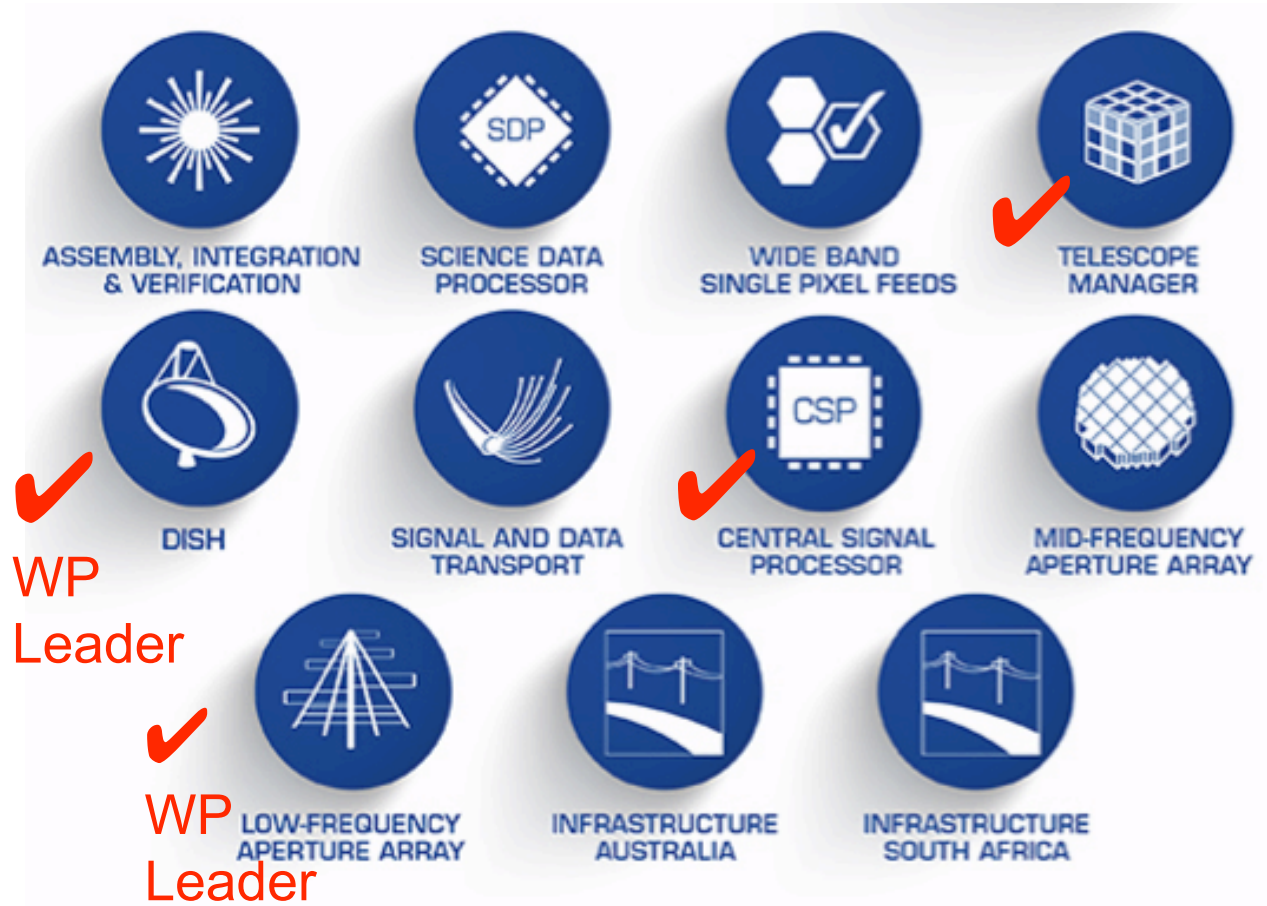 SDP
ASSEMBLY, INTEGRATION
& VERIFICATION
SCIENCE DATA
PROCESSOR
WIDE BAND
SINGLE PIXEL FEEDS
TELESCOPE
MANAGER
CSP
DISH
SIGNAL AND DATA
TRANSPORT
CENTRAL SIGNAL
PROCESSOR
MID-FREQUENCY
APERTURE ARRAY
WP
Leader
WP
Leader
LOW-FREQUENCY
APERTURE ARRAY
INFRASTRUCTURE
AUSTRALIA
INFRASTRUCTURE
SOUTH AFRICA